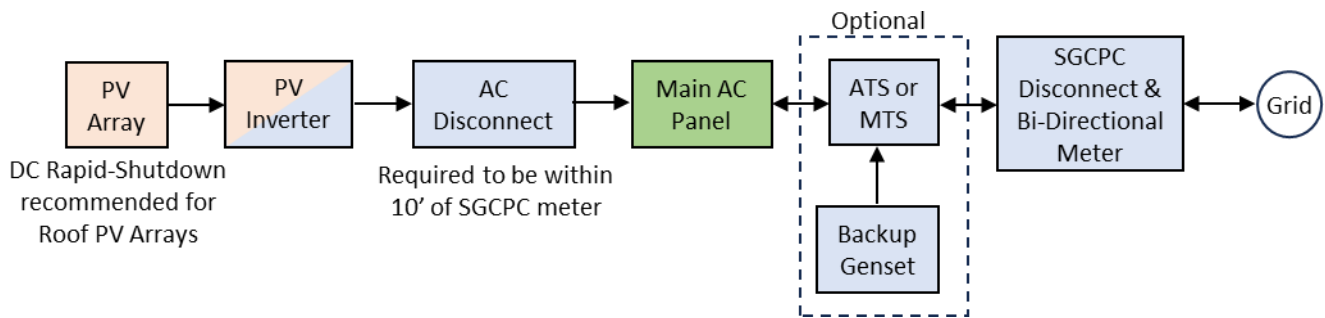 Optional
PV
Array
PV
Inverter
AC
Disconnect
Main AC
Panel
ATS or
MTS
SGCPC
Disconnect &
Bi-Directional
Meter
Grid
DC Rapid-Shutdown
recommended for
Roof PV Arrays
Required to be within
10’ of SGCPC meter
Backup
Genset